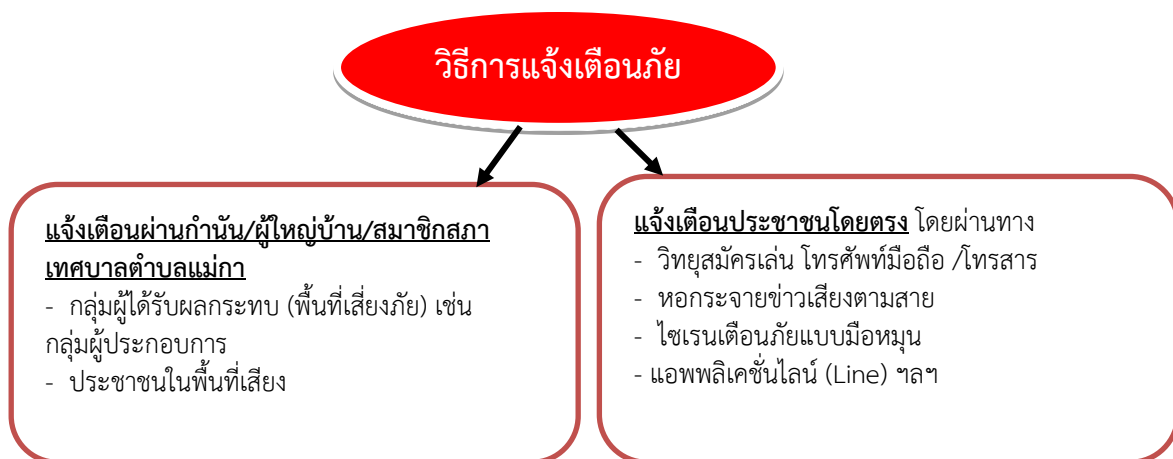 วิธีการแจ้งเตือนภัย
แจ้งเตือนผ่านกำนัน/ผู้ใหญ่บ้าน/สมาชิกสภา
เทศบาลตำบลแม่กา
- กลุ่มผู้ได้รับผลกระทบ (พื้นที่เสี่ยงภัย) เช่น
กลุ่มผู้ประกอบการ
- ประชาชนในพื้นที่เสียง
แจ้งเตือนประชาชนโดยตรง โดยผ่านทาง
- วิทยุสมัครเล่น โทรศัพท์มือถือ /โทรสาร
- หอกระจายข่าวเสียงตามสาย
- ไซเรนเตือนภัยแบบมือหมุน
- แอพพลิเคชั่นไลน์ (Line) ฯลฯ